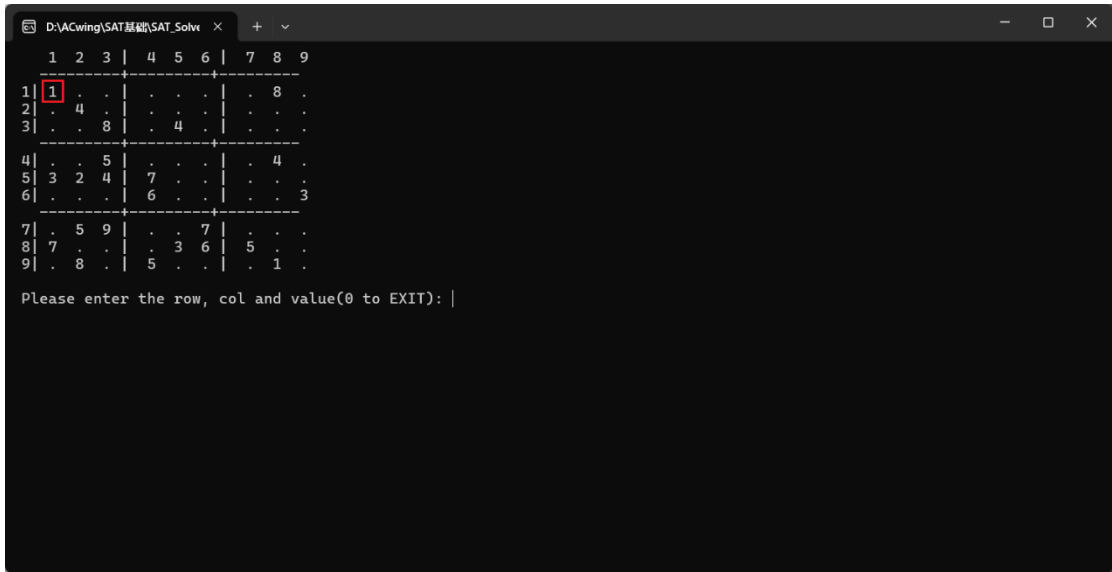 D:\ACwing\SAT基础\SAT_Solve
1 2 3 | 4 5 6 | 7 8 9
---------+---------+---------
1| 1 . . | . . . | . 8 .
2| . 4 . | . . . | . . .
3| . . 8 | . 4 . | . . .
---------+---------+---------
4| . . 5 | . . . | . 4 .
5| 3 2 4 | 7 . . | . . .
6| . . . | 6 . . | . . 3
---------+---------+---------
7| . 5 9 | . . 7 | . . .
8| 7 . . | . 3 6 | 5 . .
9| . 8 . | 5 . . | . 1 .
Please enter the row, col and value(0 to EXIT):